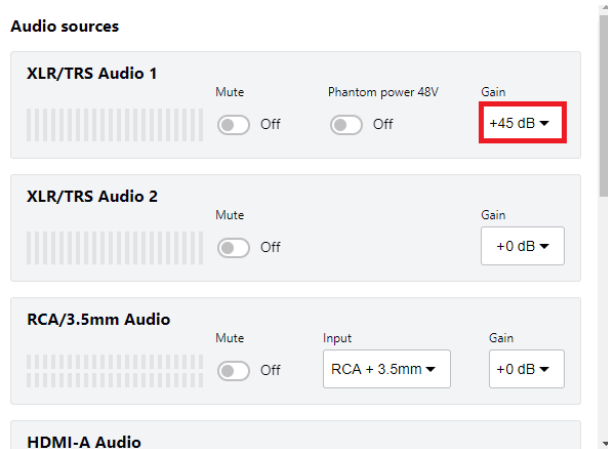 Audio sources
XLR/TRS Audio 1
Mute Phantom power 48V Gain
Off Off +45 dB
XLR/TRS Audio 2
Mute Gain
Off +0 dB
RCA/3.5mm Audio
Mute Input Gain
Off RCA + 3.5mm +0 dB
HDMI-A Audio